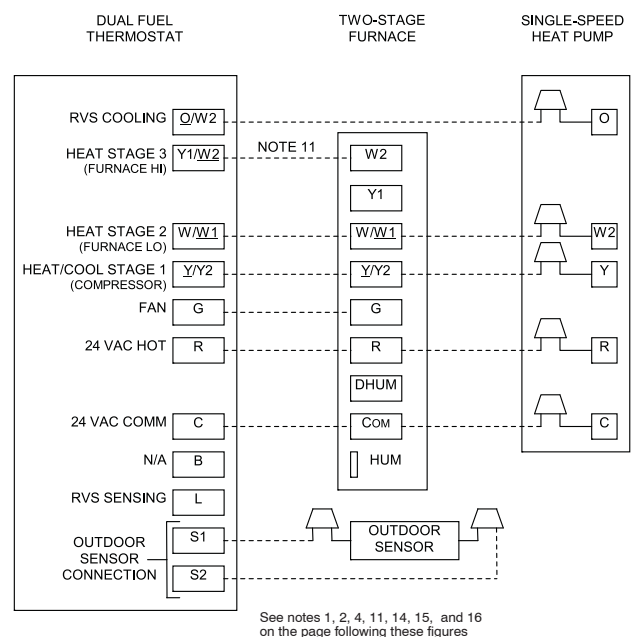 DUAL FUEL
THERMOSTAT
TWO-STAGE
FURNACE
SINGLE-SPEED
HEAT PUMP
RVS COOLING
O/W2
O
HEAT STAGE 3
(FURNACE HI)
Y1/W2
NOTE 11
W2
Y1
HEAT STAGE 2
(FURNACE LO)
W/W1
W/W1
W2
HEAT/COOL STAGE 1
(COMPRESSOR)
Y/Y2
Y/Y2
Y
FAN
G
G
24 VAC HOT
R
R
R
DHUM
24 VAC COMM
C
COM
C
N/A
B
HUM
RVS SENSING
L
OUTDOOR
SENSOR
CONNECTION
S1
S2
OUTDOOR
SENSOR
See notes 1, 2, 4, 11, 14, 15, and 16
on the page following these figures